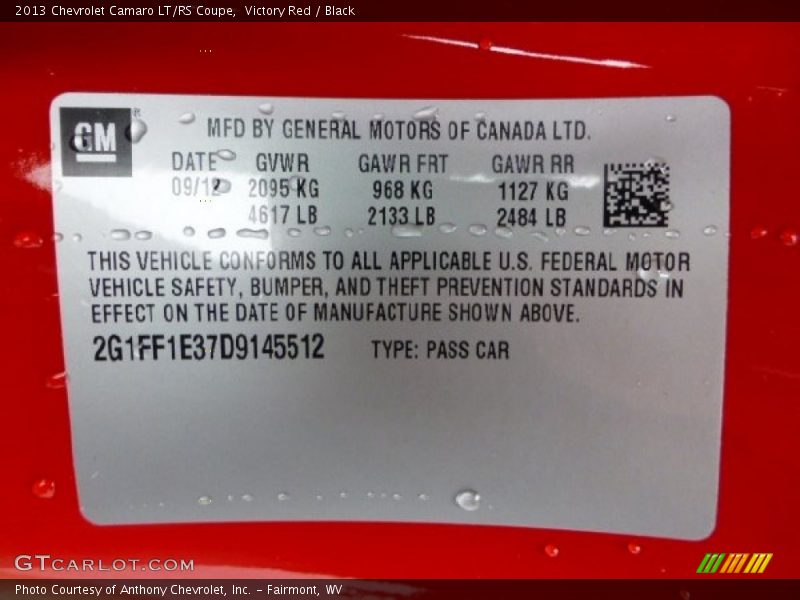 2013 Chevrolet Camaro LT/RS Coupe,  Victory Red / Black
GM
MFD BY GENERAL MOTORS OF CANADA LTD.
DATE GVWR GAWR FRT GAWR RR
09/12 2095 KG 968 KG 1127 KG
4617 LB 2133 LB 2484 LB
THIS VEHICLE CONFORMS TO ALL APPLICABLE U.S. FEDERAL MOTOR
VEHICLE SAFETY, BUMPER, AND THEFT PREVENTION STANDARDS IN
EFFECT ON THE DATE OF MANUFACTURE SHOWN ABOVE.
2G1FF1E37D9145512 TYPE: PASS CAR
GTCARLOT.COM
Photo Courtesy of Anthony Chevrolet, Inc. – Fairmont, WV